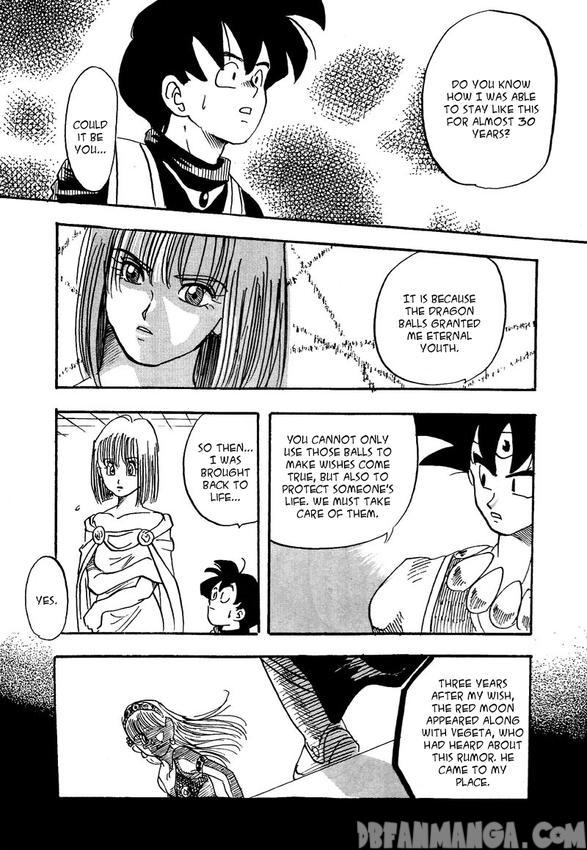 DO YOU KNOW
HOW I WAS ABLE
TO STAY LIKE THIS
FOR ALMOST 30
YEARS?
COULD
IT BE
YOU...
IT IS BECAUSE
THE DRAGON
BALLS GRANTED
ME ETERNAL
YOUTH.
YOU CANNOT ONLY
USE THOSE BALLS TO
MAKE WISHES COME
TRUE, BUT ALSO TO
PROTECT SOMEONE'S
LIFE. WE MUST TAKE
CARE OF THEM.
SO THEN...
I WAS
BROUGHT
BACK TO
LIFE...
YES.
THREE YEARS
AFTER MY WISH,
THE RED MOON
APPEARED ALONG
WITH VEGETA, WHO
HAD HEARD ABOUT
THIS RUMOR. HE
CAME TO MY
PLACE.
DBFANMANGA.COM